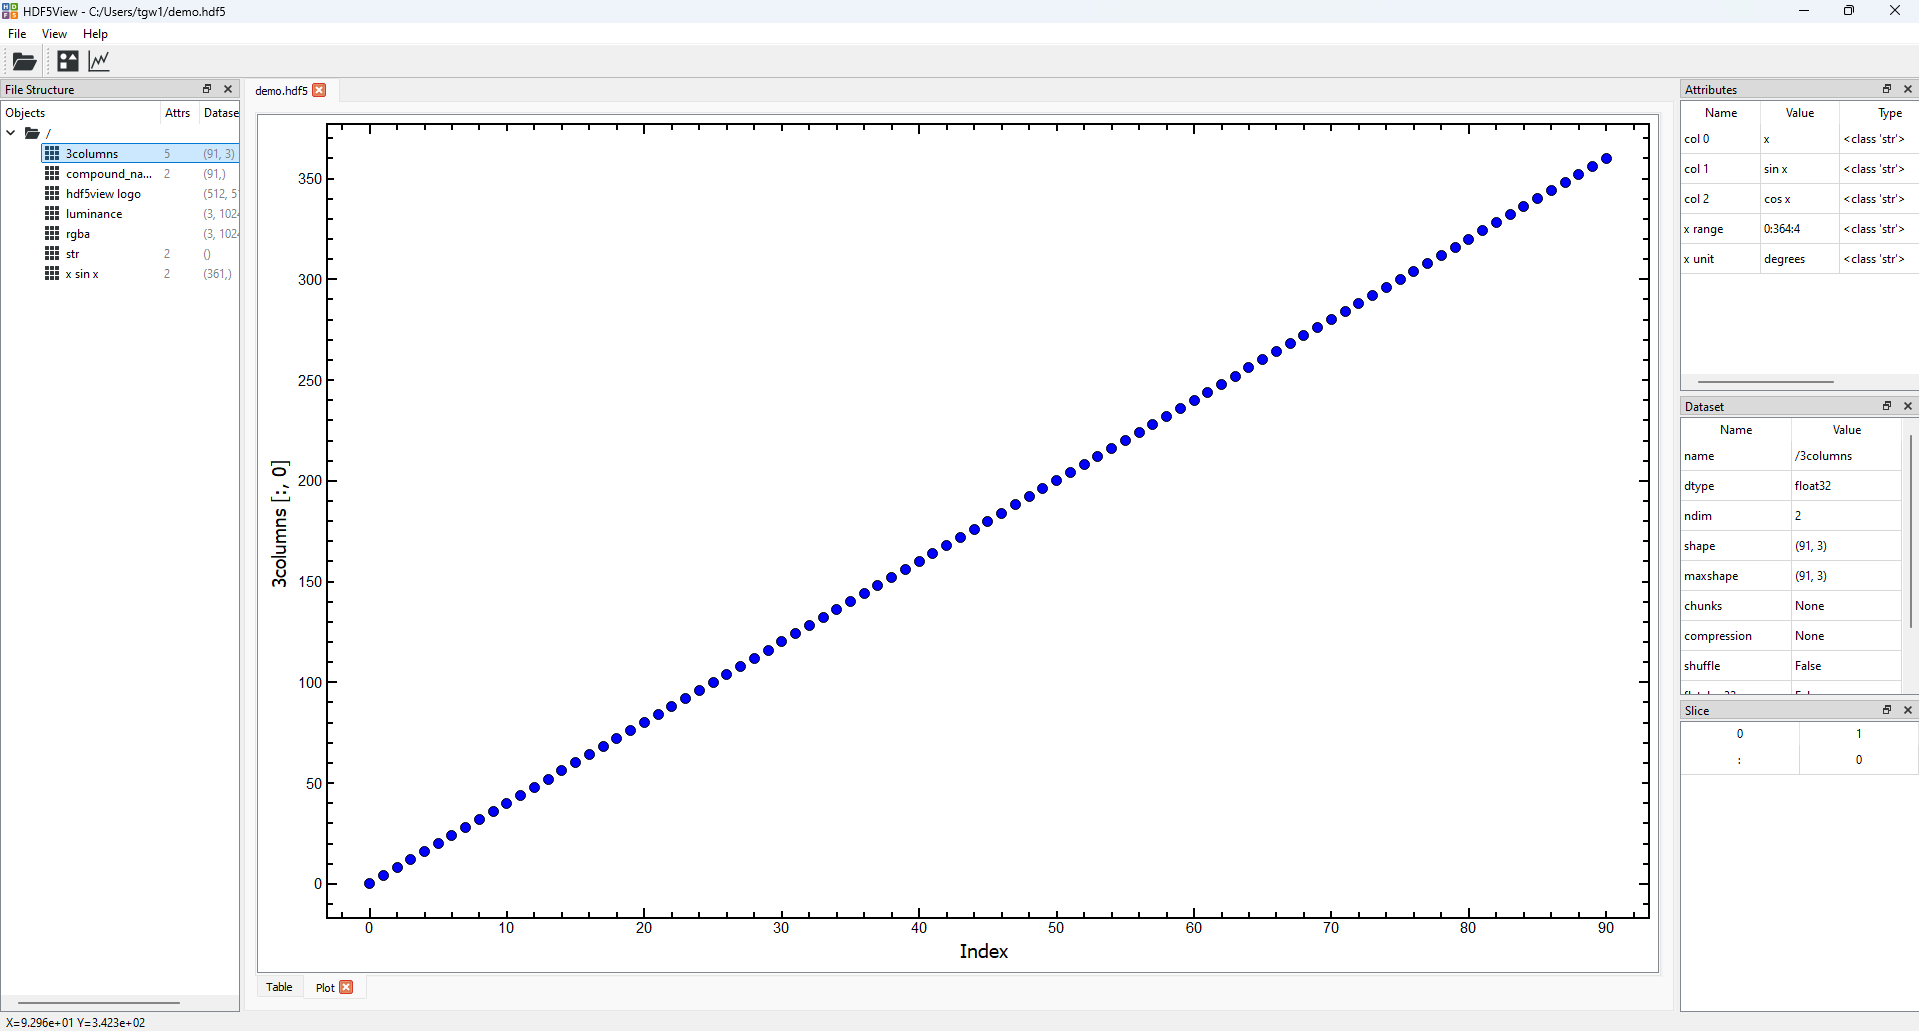 HDF5View - C:/Users/tgw1/demo.hdf5
File View Help
File Structure
Objects Attrs Datase
/
3columns 5 (91, 3)
compound_na... 2 (91,)
hdf5view logo (512, 5
luminance (3, 102
rgba (3, 102
str 2 ()
x sin x 2 (361,)
demo.hdf5
350
300
250
200
150
100
50
0
3columns [:, 0]
0 10 20 30 40 50 60 70 80 90
Index
Table Plot
Attributes
Name Value Type
col 0 x <class 'str'>
col 1 sin x <class 'str'>
col 2 cos x <class 'str'>
x range 0:364:4 <class 'str'>
x unit degrees <class 'str'>
Dataset
Name Value
name /3columns
dtype float32
ndim 2
shape (91, 3)
maxshape (91, 3)
chunks None
compression None
shuffle False
Slice
0 1
: 0
X=9.296e+01 Y=3.423e+02